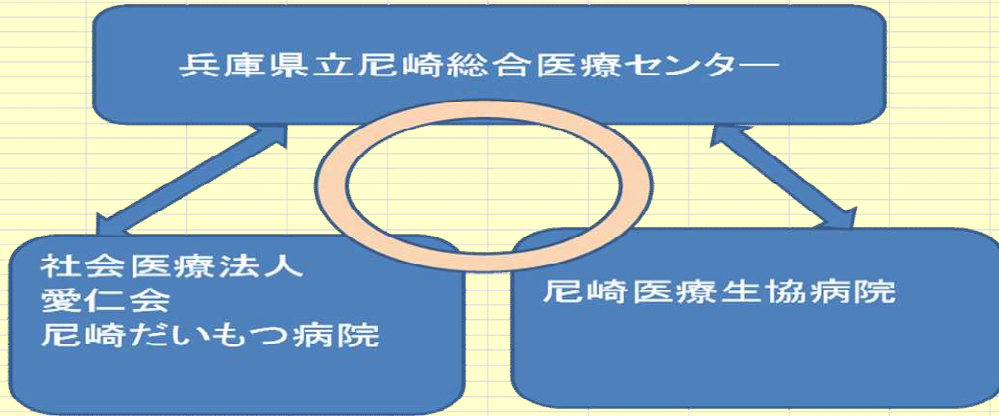 兵庫県立尼崎総合医療センター
社会医療法人
愛仁会
尼崎だいもつ病院
尼崎医療生協病院